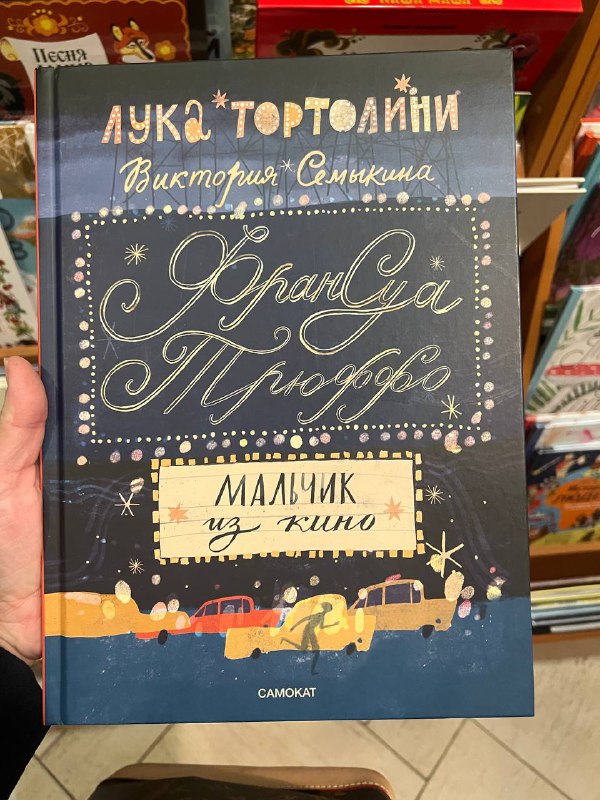 Песня
ЛУКА ТОРТОЛИНИ
Виктория Семыкина
Франсуа
Трюффо
МАЛЬЧИК
из кино
САМОКАТ